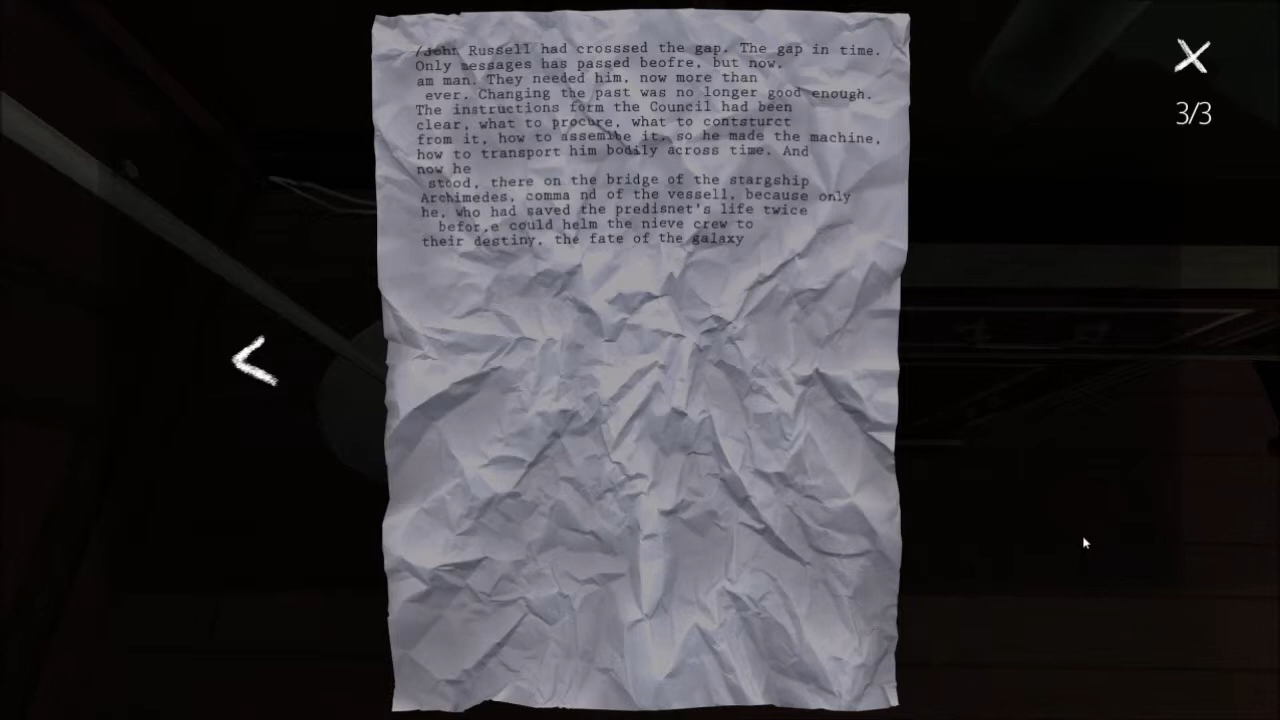 /John Russell had crosssed the gap. The gap in time.
Only messages has passed beofre, but now,
am man. They needed him, now more than
ever. Changing the past was no longer good enough.
The instructions form the Council had been
clear, what to procure, what to contsturct
from it, how to assemlbe it, so he made the machine,
how to transport him bodily across time. And
now he
stood, there on the bridge of the stargship
Archimedes, comma nd of the vessell, because only
he, who had saved the predisnet's life twice
befor,e could helm the nieve crew to
their destiny, the fate of the galaxy
3/3